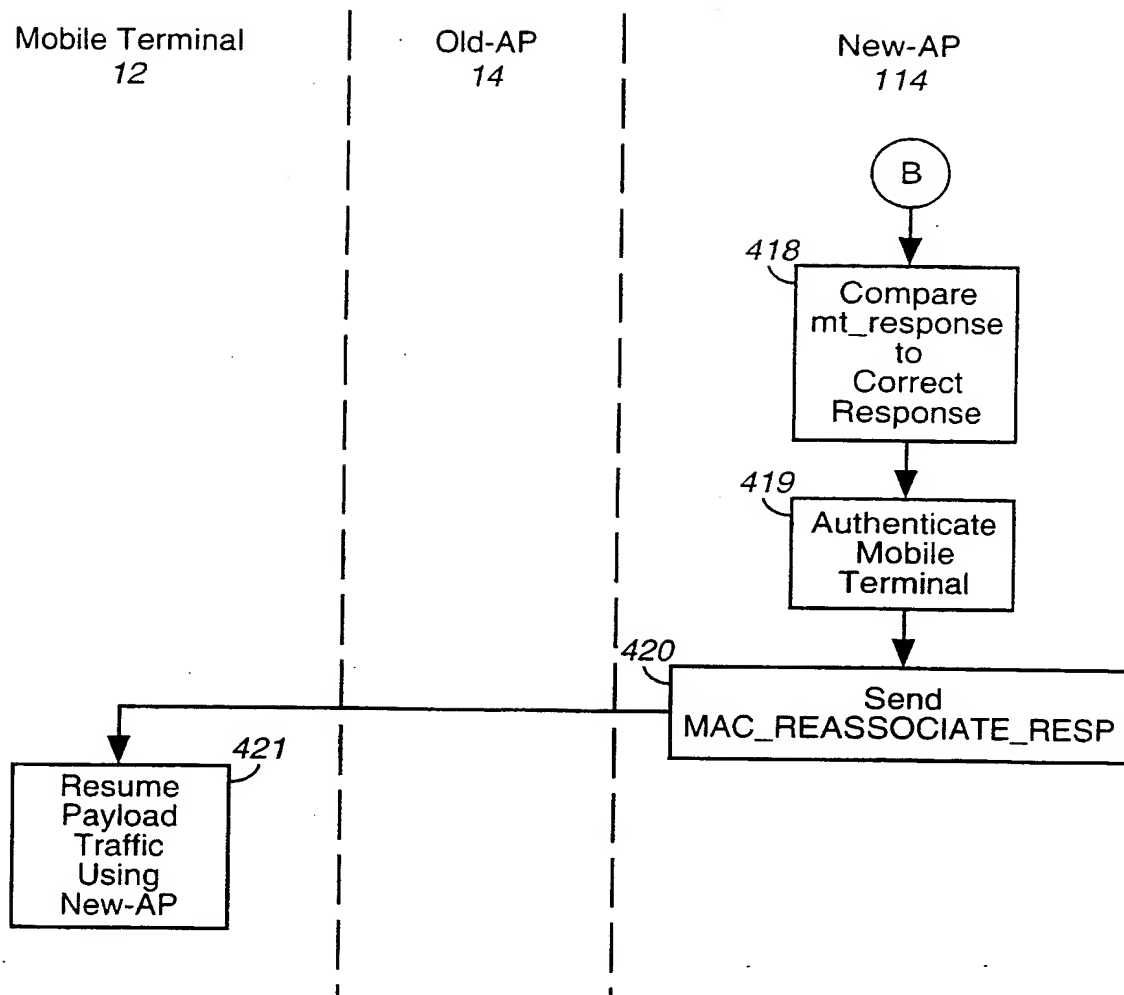 Mobile Terminal
12
Old-AP
14
New-AP
114
B
418
Compare
mt_response
to
Correct
Response
419
Authenticate
Mobile
Terminal
420
Send
MAC_REASSOCIATE_RESP
421
Resume
Payload
Traffic
Using
New-AP